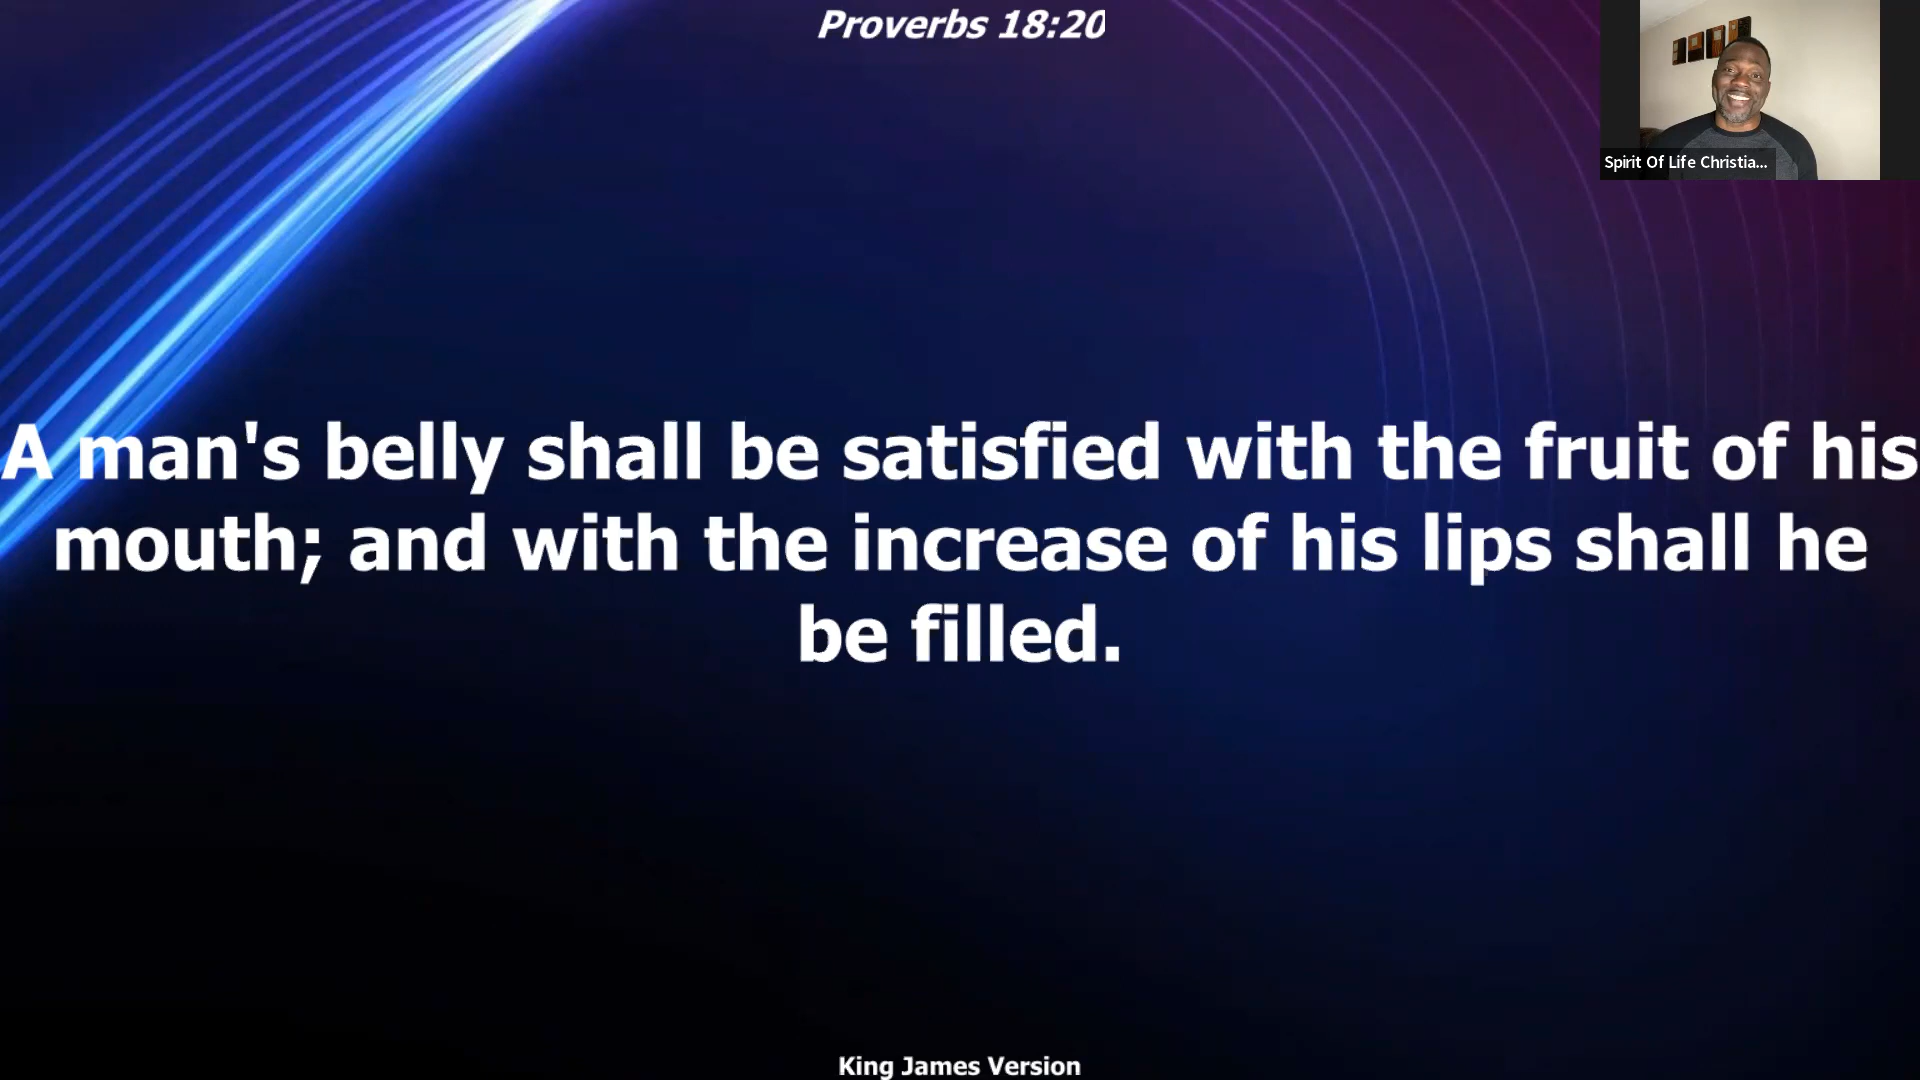 Proverbs 18:20
Spirit Of Life Christia...
A man's belly shall be satisfied with the fruit of his
mouth; and with the increase of his lips shall he
be filled.
King James Version